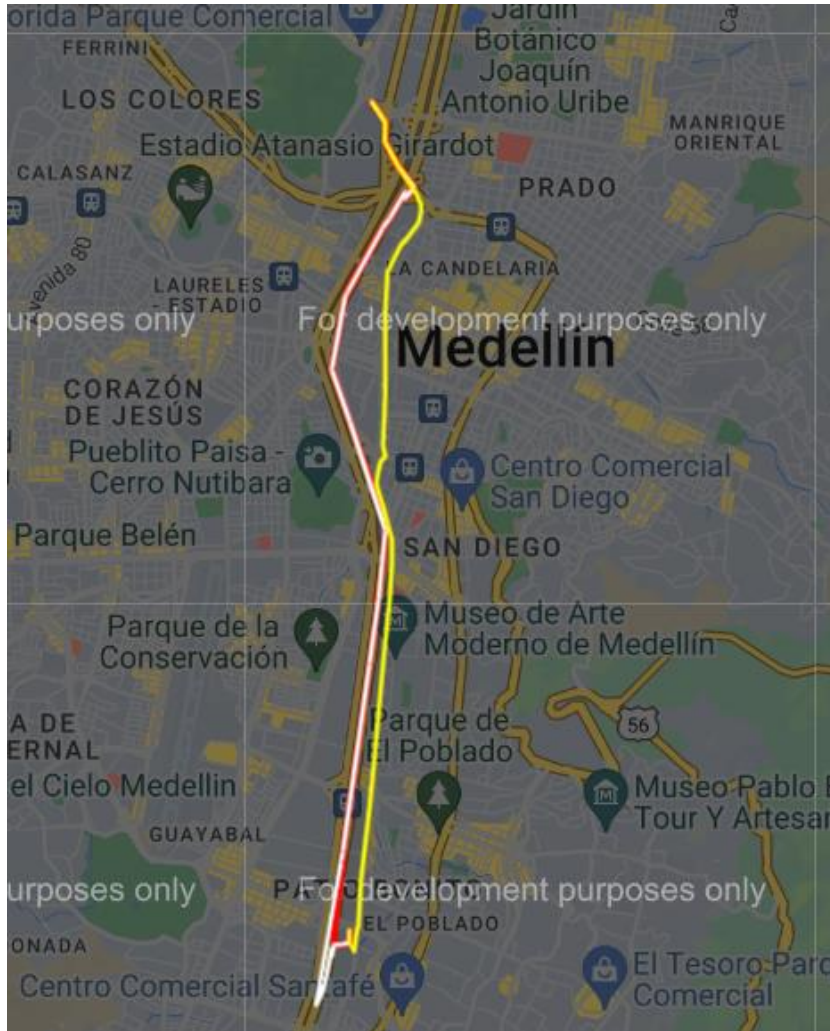 orida Parque Comercial
Jardín
Botánico
Joaquín
Antonio Uribe
FERRINI
LOS COLORES
MANRIQUE
ORIENTAL
Estadio Atanasio Girardot
CALASANZ
PRADO
Avenida 80
LA CANDELARIA
LAURELES
- ESTADIO
urposes only
For development purposes only
Medellín
CORAZÓN
DE JESÚS
Pueblito Paisa -
Cerro Nutibara
Centro Comercial
San Diego
Parque Belén
SAN DIEGO
Parque de la
Conservación
Museo de Arte
Moderno de Medellín
A DE
ERNAL
Parque de
El Poblado
56
el Cielo Medellin
Museo Pablo E
Tour Y Artesan
GUAYABAL
urposes only
For development purposes only
EL POBLADO
ONADA
Centro Comercial Santafé
El Tesoro Parq
Comercial